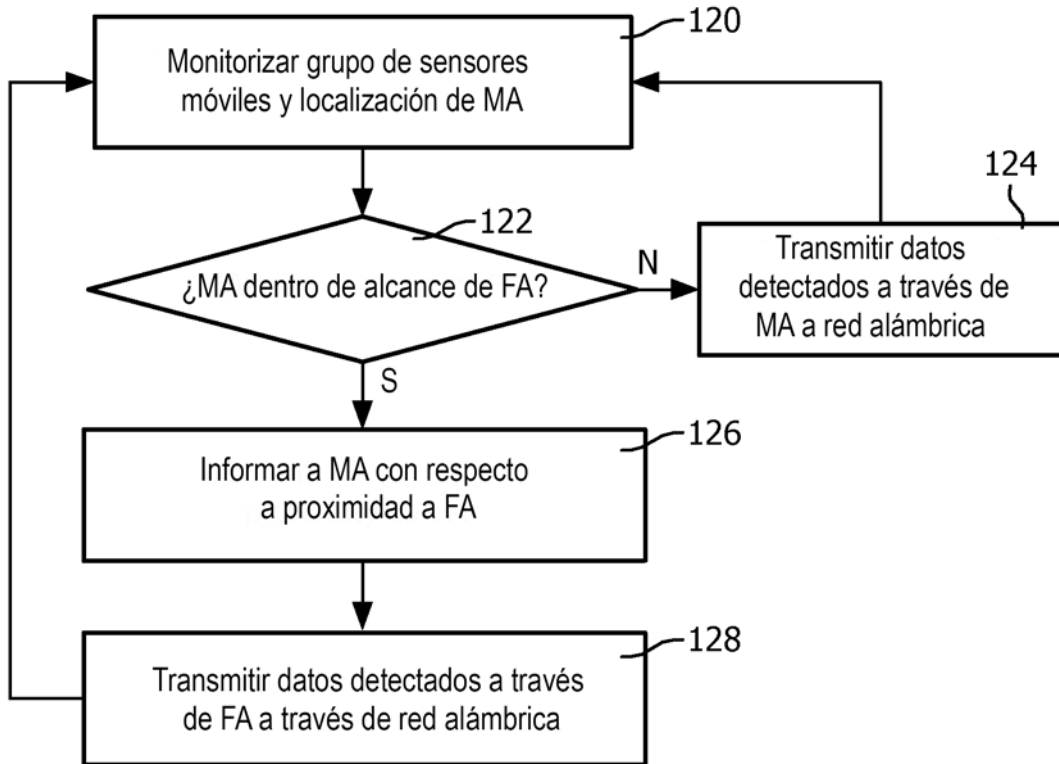 120
Monitorizar grupo de sensores
móviles y localización de MA
122
¿MA dentro de alcance de FA?
N
124
Transmitir datos
detectados a través de
MA a red alámbrica
S
126
Informar a MA con respecto
a proximidad a FA
128
Transmitir datos detectados a través
de FA a través de red alámbrica